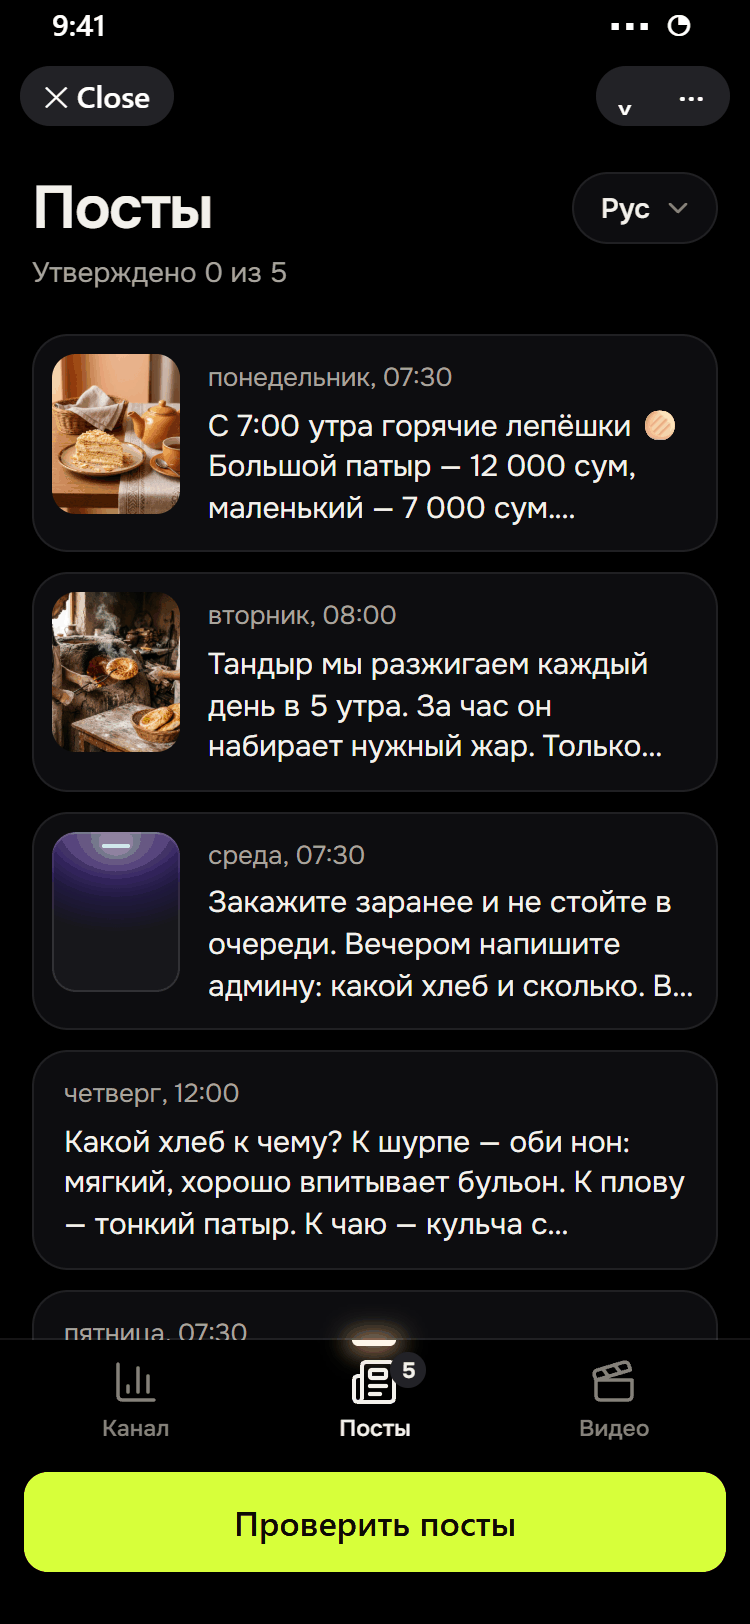 9:41
Close
Посты
Рус
Утверждено 0 из 5
понедельник, 07:30
С 7:00 утра горячие лепёшки
Большой патыр — 12 000 сум,
маленький — 7 000 сум....
вторник, 08:00
Тандыр мы разжигаем каждый
день в 5 утра. За час он
набирает нужный жар. Только...
среда, 07:30
Закажите заранее и не стойте в
очереди. Вечером напишите
админу: какой хлеб и сколько. В...
четверг, 12:00
Какой хлеб к чему? К шурпе — оби нон:
мягкий, хорошо впитывает бульон. К плову
— тонкий патыр. К чаю — кульча с...
пятница, 07:30
5
Канал
Посты
Видео
Проверить посты